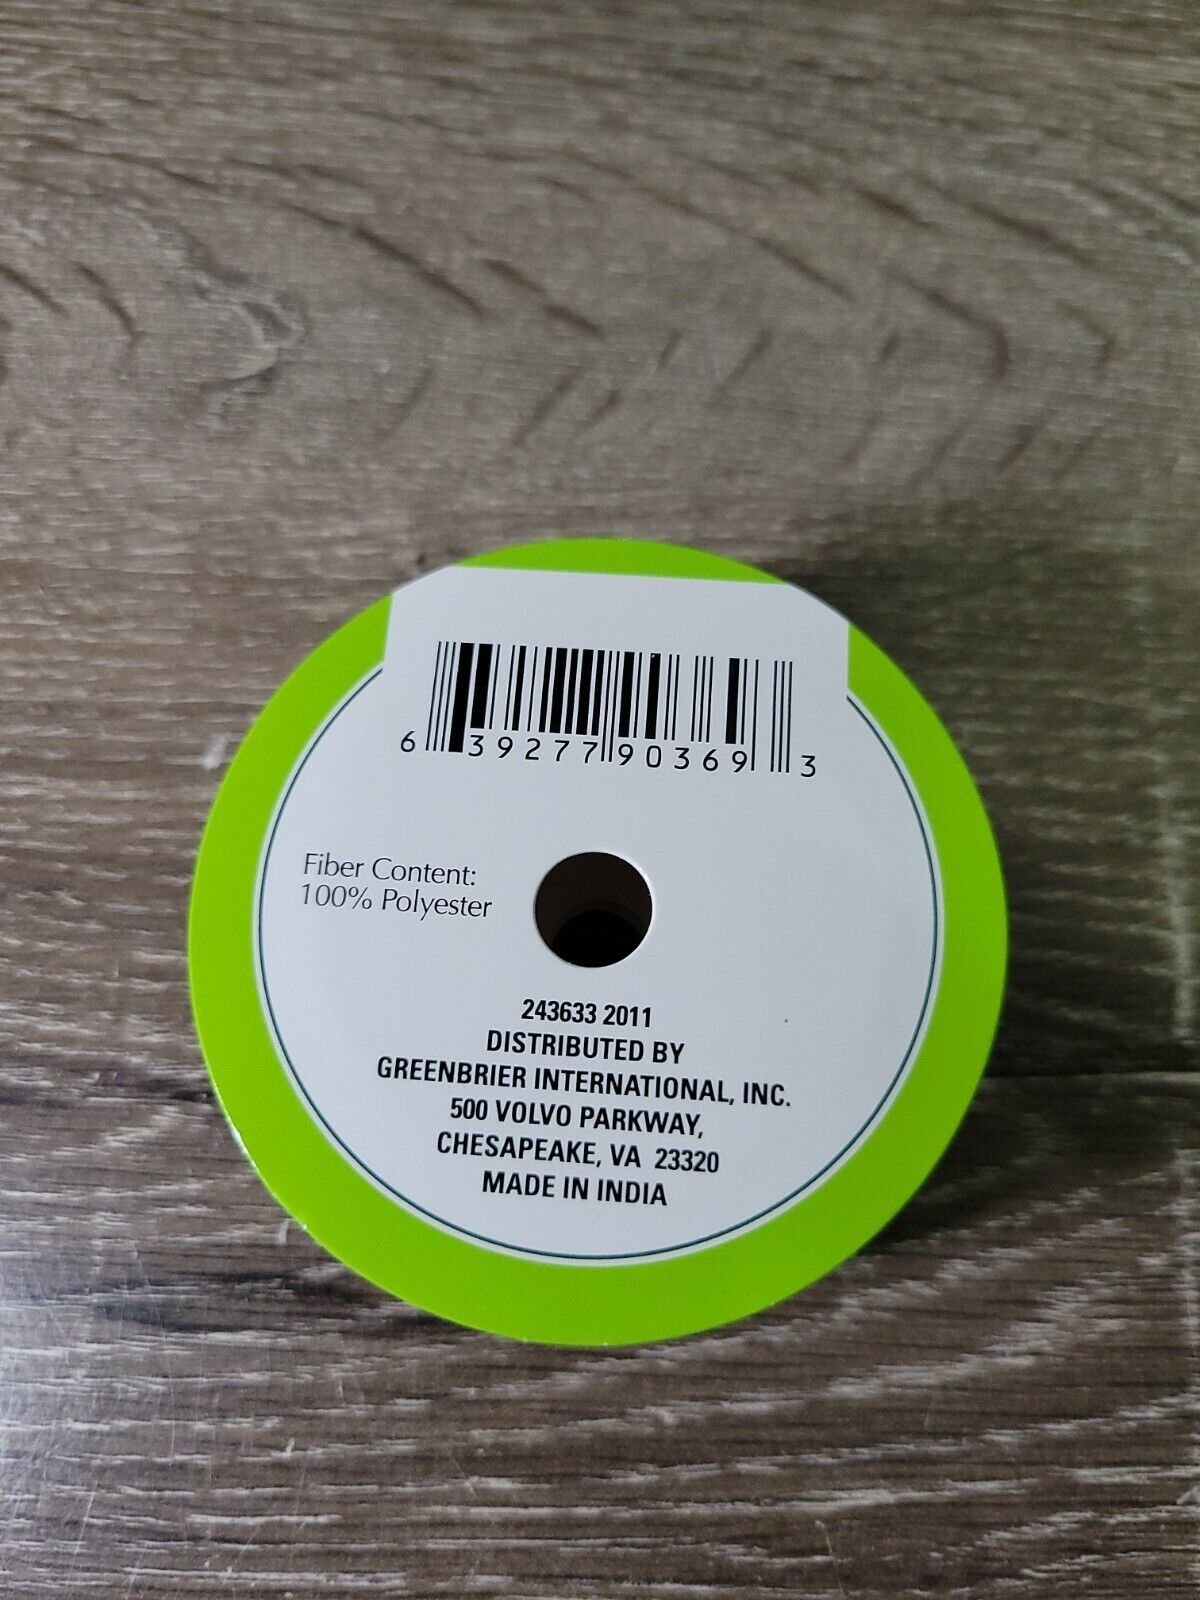 6 39277 90369 3
Fiber Content:
100% Polyester
243633 2011
DISTRIBUTED BY
GREENBRIER INTERNATIONAL, INC.
500 VOLVO PARKWAY,
CHESAPEAKE, VA 23320
MADE IN INDIA